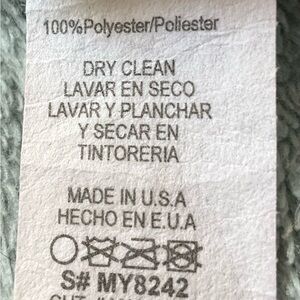 100%Polyester/Poliester
DRY CLEAN
LAVAR EN SECO
LAVAR Y PLANCHAR
Y SECAR EN
TINTORERIA
MADE IN U.S.A
HECHO EN E.U.A
S# MY8242